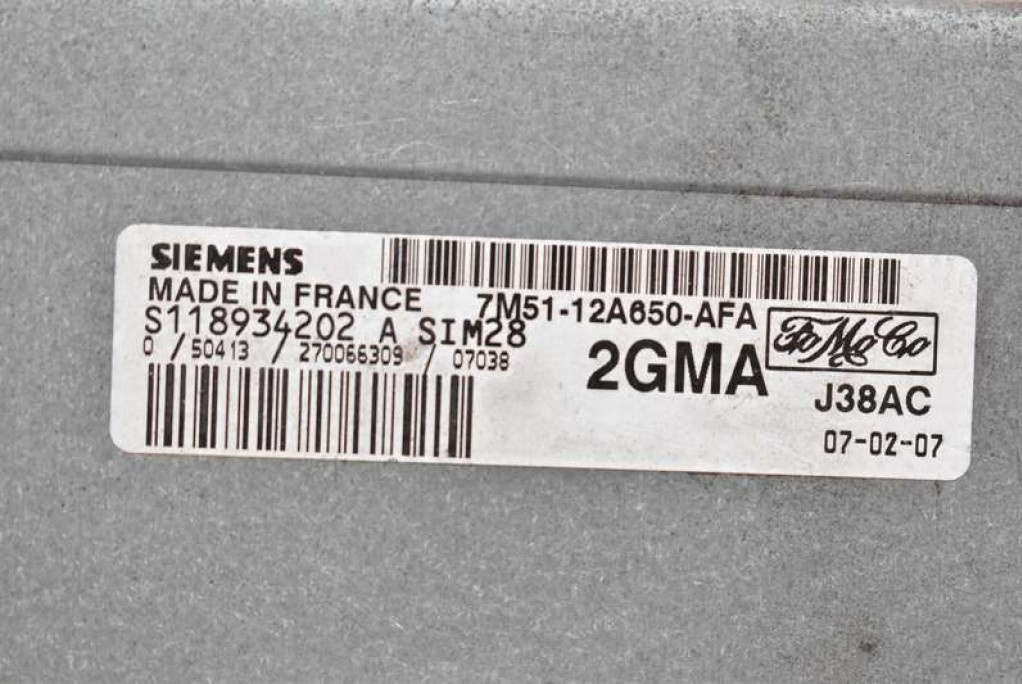 SIEMENS
MADE IN FRANCE
7M51-12A650-AFA
S118934202 A SIM28
0 / 50413 / 270066309 / 07038
2GMA
FoMoCo
J38AC
07-02-07